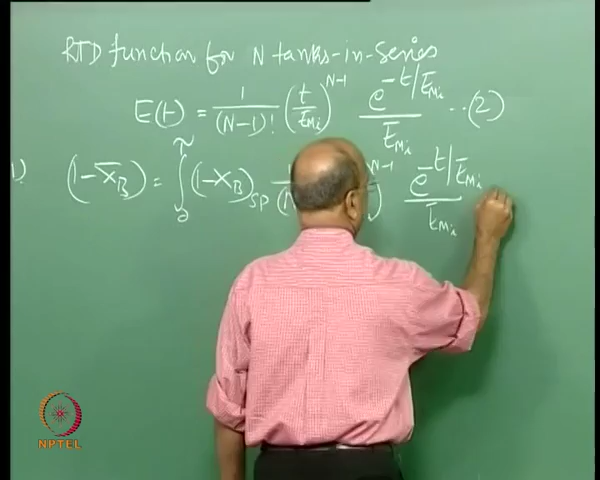 RTD function for N tanks-in-series
E(t) = 1/(N-1)! (t/t̄Mi)^(N-1) e^(-t/t̄Mi)/t̄Mi --(2)
(1-X̄B) = ∫0^~ (1-XB)SP N-1 e^(-t/t̄Mi)/t̄Mi
NPTEL